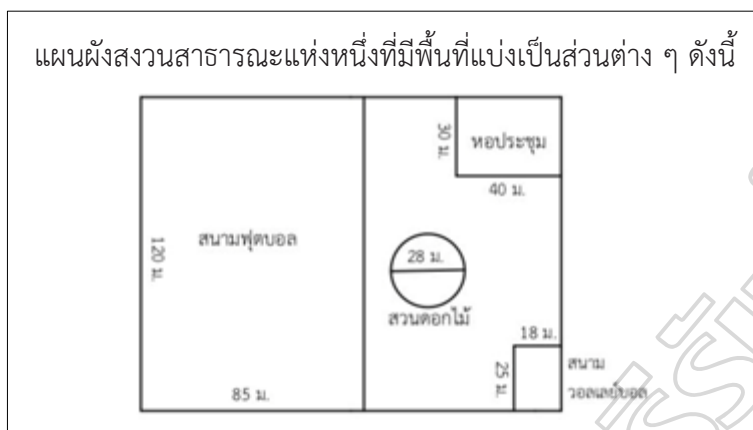 แผนผังสงวนสาธารณะแห่งหนึ่งที่มีพื้นที่แบ่งเป็นส่วนต่าง ๆ ดังนี้
30 ม.
หอประชุม
40 ม.
120 ม.
สนามฟุตบอล
28 ม.
สวนดอกไม้
18 ม.
25 ม.
สนาม
วอลเลย์บอล
85 ม.